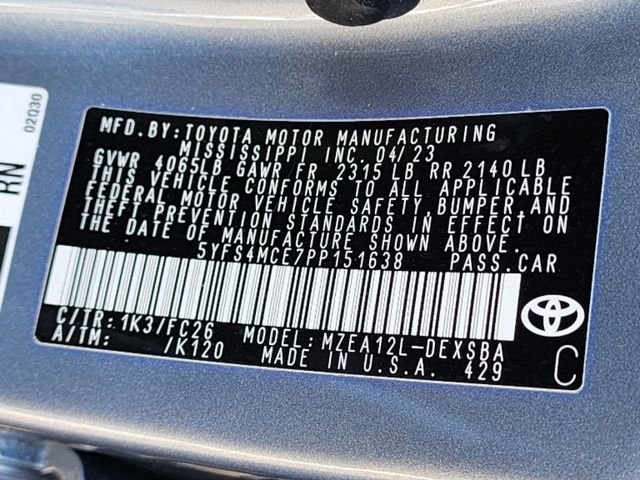 02030
RN
MFD.BY:TOYOTA MOTOR MANUFACTURING
MISSISSIPPI INC. 04/23
GVWR 4065LB GAWR FR 2315 LB RR 2140 LB
THIS VEHICLE CONFORMS TO ALL APPLICABLE
FEDERAL MOTOR VEHICLE SAFETY, BUMPER, AND
THEFT PREVENTION STANDARDS IN EFFECT ON
THE DATE OF MANUFACTURE SHOWN ABOVE.
5YFS4MCE7PP151638 PASS.CAR
C/TR: 1K3/FC26 MODEL: MZEA12L-DEXSBA
A/TM: /K120 MADE IN U.S.A. 429
C